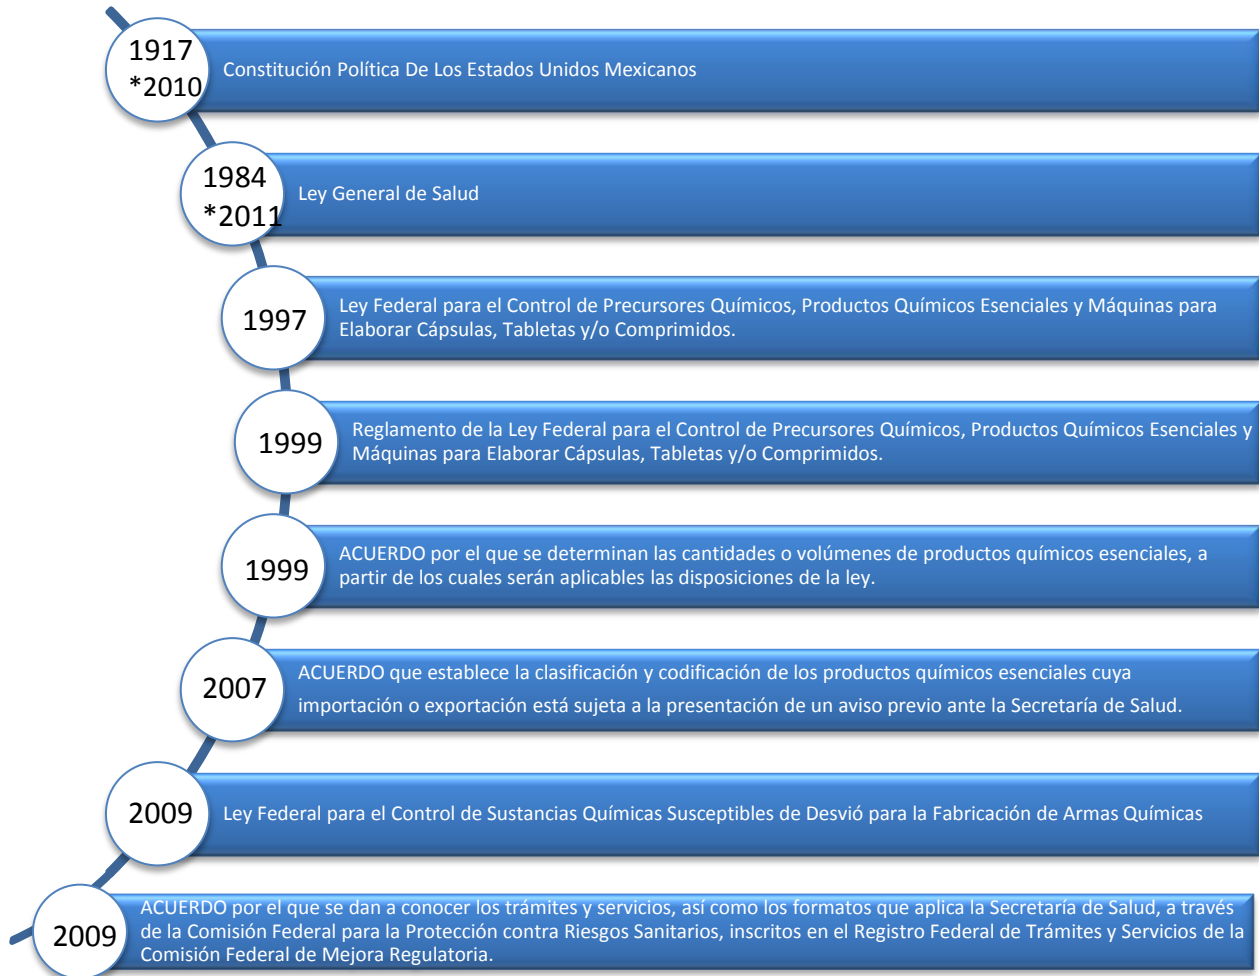 1917
*2010
Constitución Política De Los Estados Unidos Mexicanos
1984
*2011
Ley General de Salud
1997
Ley Federal para el Control de Precursores Químicos, Productos Químicos Esenciales y Máquinas para
Elaborar Cápsulas, Tabletas y/o Comprimidos.
1999
Reglamento de la Ley Federal para el Control de Precursores Químicos, Productos Químicos Esenciales y
Máquinas para Elaborar Cápsulas, Tabletas y/o Comprimidos.
1999
ACUERDO por el que se determinan las cantidades o volúmenes de productos químicos esenciales, a
partir de los cuales serán aplicables las disposiciones de la ley.
2007
ACUERDO que establece la clasificación y codificación de los productos químicos esenciales cuya
importación o exportación está sujeta a la presentación de un aviso previo ante la Secretaría de Salud.
2009
Ley Federal para el Control de Sustancias Químicas Susceptibles de Desvió para la Fabricación de Armas Químicas
2009
ACUERDO por el que se dan a conocer los trámites y servicios, así como los formatos que aplica la Secretaría de Salud, a través
de la Comisión Federal para la Protección contra Riesgos Sanitarios, inscritos en el Registro Federal de Trámites y Servicios de la
Comisión Federal de Mejora Regulatoria.